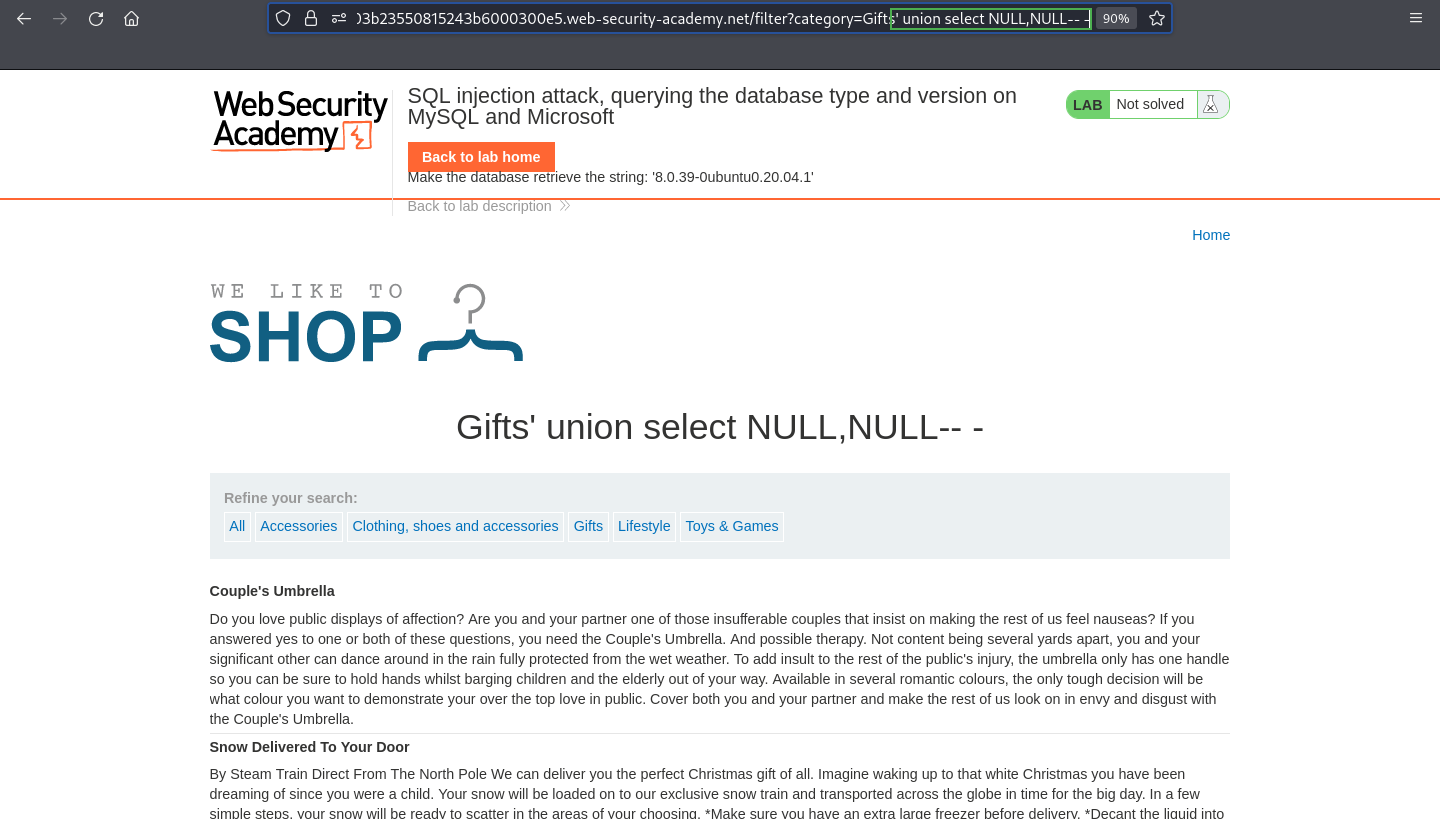 03b23550815243b6000300e5.web-security-academy.net/filter?category=Gifts' union select NULL,NULL-- -
90%
Web Security
Academy
SQL injection attack, querying the database type and version on
MySQL and Microsoft
LAB
Not solved
Back to lab home
Make the database retrieve the string: '8.0.39-0ubuntu0.20.04.1'
Back to lab description
Home
WE LIKE TO
SHOP
Gifts' union select NULL,NULL-- -
Refine your search:
All Accessories Clothing, shoes and accessories Gifts Lifestyle Toys & Games
Couple's Umbrella
Do you love public displays of affection? Are you and your partner one of those insufferable couples that insist on making the rest of us feel nauseas? If you
answered yes to one or both of these questions, you need the Couple's Umbrella. And possible therapy. Not content being several yards apart, you and your
significant other can dance around in the rain fully protected from the wet weather. To add insult to the rest of the public's injury, the umbrella only has one handle
so you can be sure to hold hands whilst barging children and the elderly out of your way. Available in several romantic colours, the only tough decision will be
what colour you want to demonstrate your over the top love in public. Cover both you and your partner and make the rest of us look on in envy and disgust with
the Couple's Umbrella.
Snow Delivered To Your Door
By Steam Train Direct From The North Pole We can deliver you the perfect Christmas gift of all. Imagine waking up to that white Christmas you have been
dreaming of since you were a child. Your snow will be loaded on to our exclusive snow train and transported across the globe in time for the big day. In a few
simple steps, your snow will be ready to scatter in the areas of your choosing. *Make sure you have an extra large freezer before delivery. *Decant the liquid into